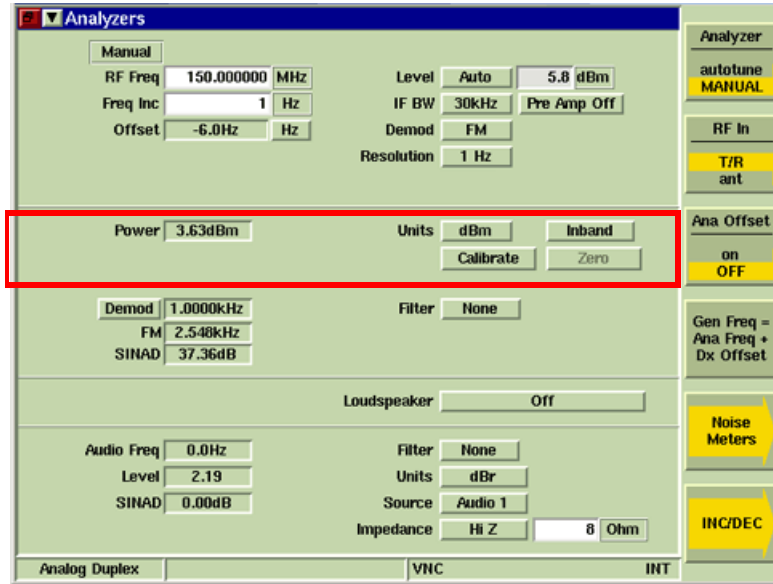 Analyzers
Manual
RF Freq 150.000000 MHz Level Auto 5.8 dBm
Freq Inc 1 Hz IF BW 30kHz Pre Amp Off
Offset -6.0Hz Hz Demod FM
Resolution 1 Hz
Power 3.63dBm Units dBm Inband
Calibrate Zero
Demod 1.0000kHz Filter None
FM 2.548kHz
SINAD 37.36dB
Loudspeaker Off
Audio Freq 0.0Hz Filter None
Level 2.19 Units dBr
SINAD 0.00dB Source Audio 1
Impedance Hi Z 8 Ohm
Analog Duplex VNC INT
Analyzer
autotune
MANUAL
RF In
T/R
ant
Ana Offset
on
OFF
Gen Freq =
Ana Freq +
Dx Offset
Noise
Meters
INC/DEC